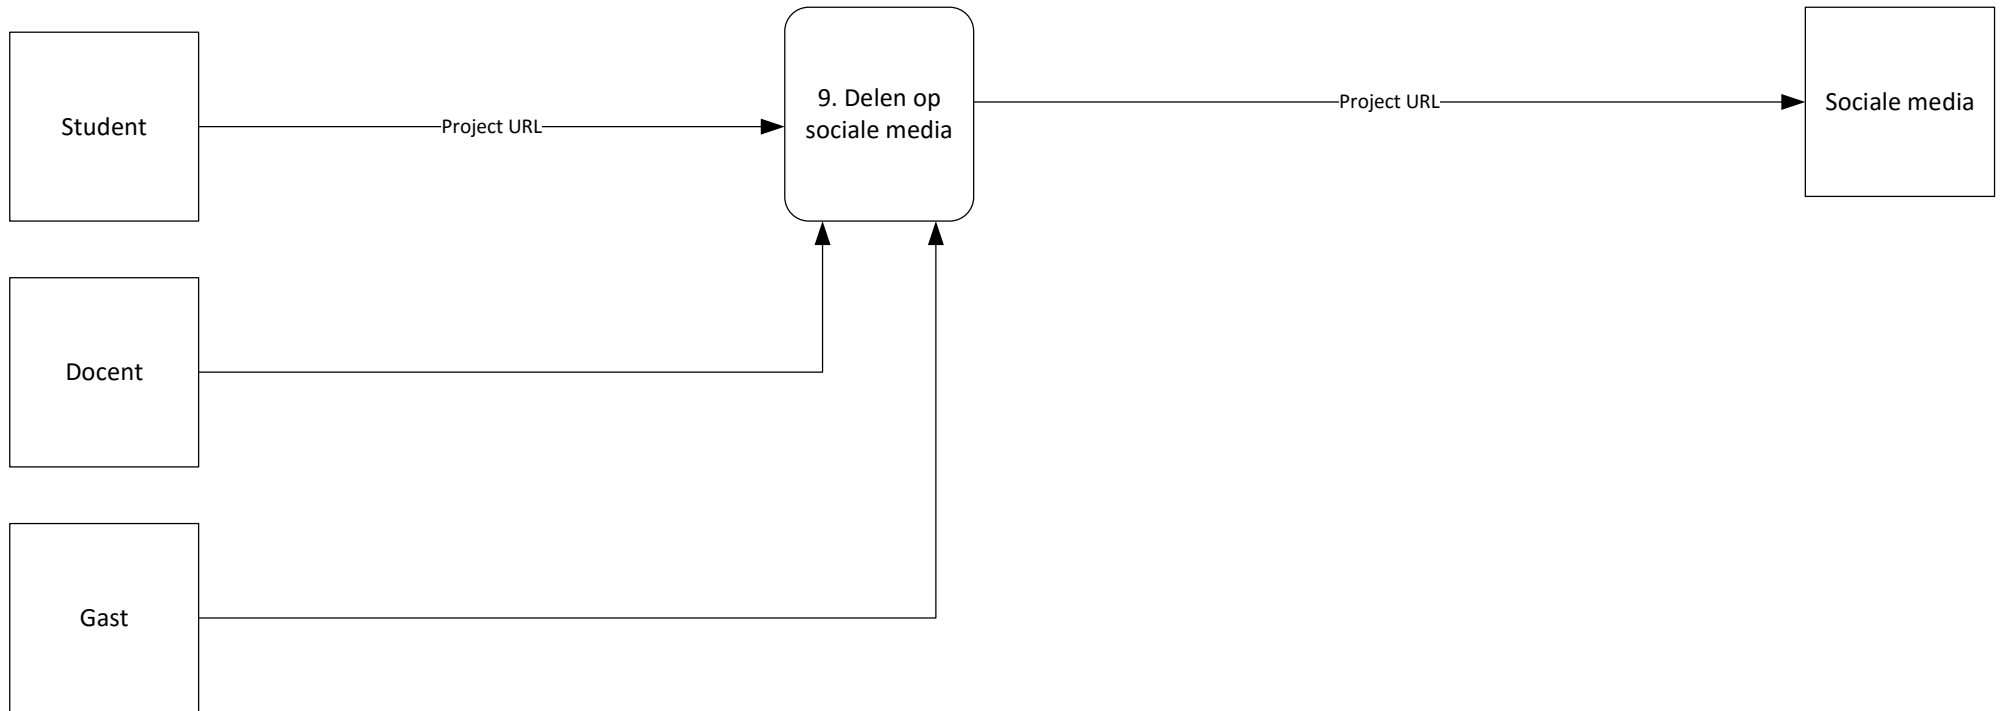 Student
Project URL
9. Delen op
sociale media
Project URL
Sociale media
Docent
Gast